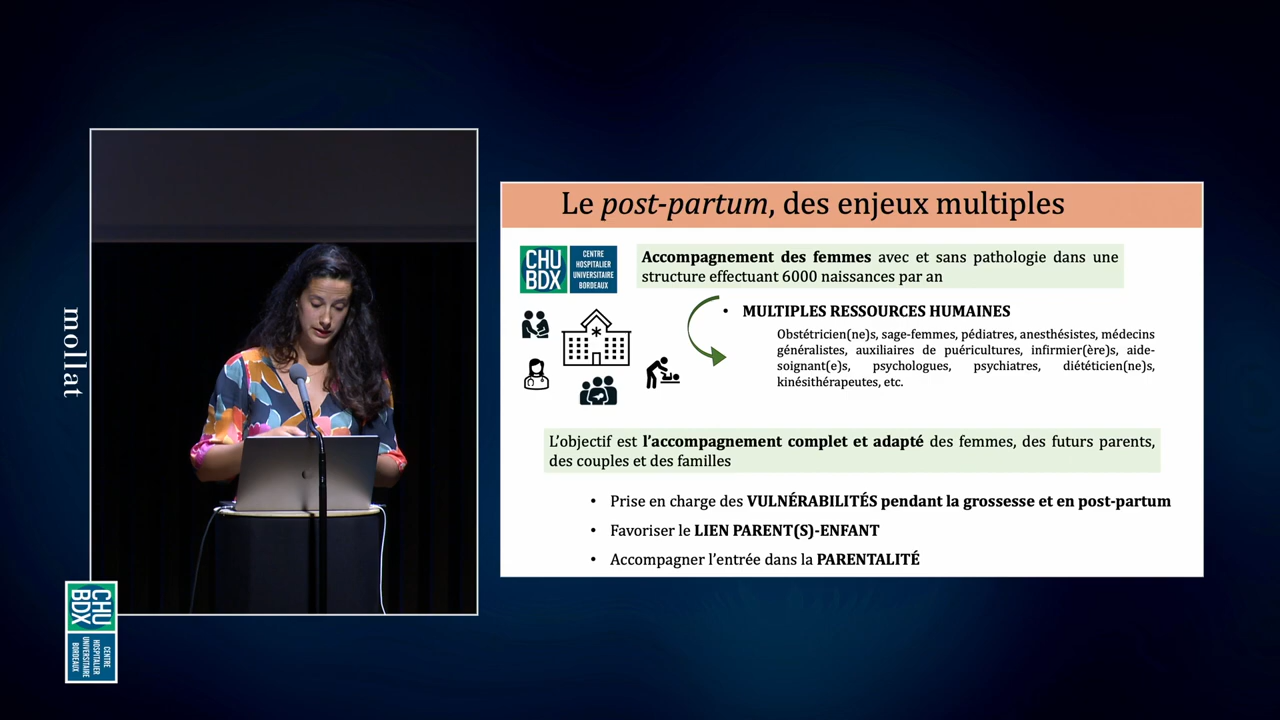 mollat
CHU
BDX
CENTRE
HOSPITALIER
UNIVERSITAIRE
BORDEAUX
Le post-partum, des enjeux multiples
CHU
BDX
CENTRE
HOSPITALIER
UNIVERSITAIRE
BORDEAUX
Accompagnement des femmes avec et sans pathologie dans une
structure effectuant 6000 naissances par an
• MULTIPLES RESSOURCES HUMAINES
Obstétricien(ne)s, sage-femmes, pédiatres, anesthésistes, médecins
généralistes, auxiliaires de puéricultures, infirmier(ère)s, aide-
soignant(e)s, psychologues, psychiatres, diététicien(ne)s,
kinésithérapeutes, etc.
L'objectif est l'accompagnement complet et adapté des femmes, des futurs parents,
des couples et des familles
• Prise en charge des VULNÉRABILITÉS pendant la grossesse et en post-partum
• Favoriser le LIEN PARENT(S)-ENFANT
• Accompagner l'entrée dans la PARENTALITÉ